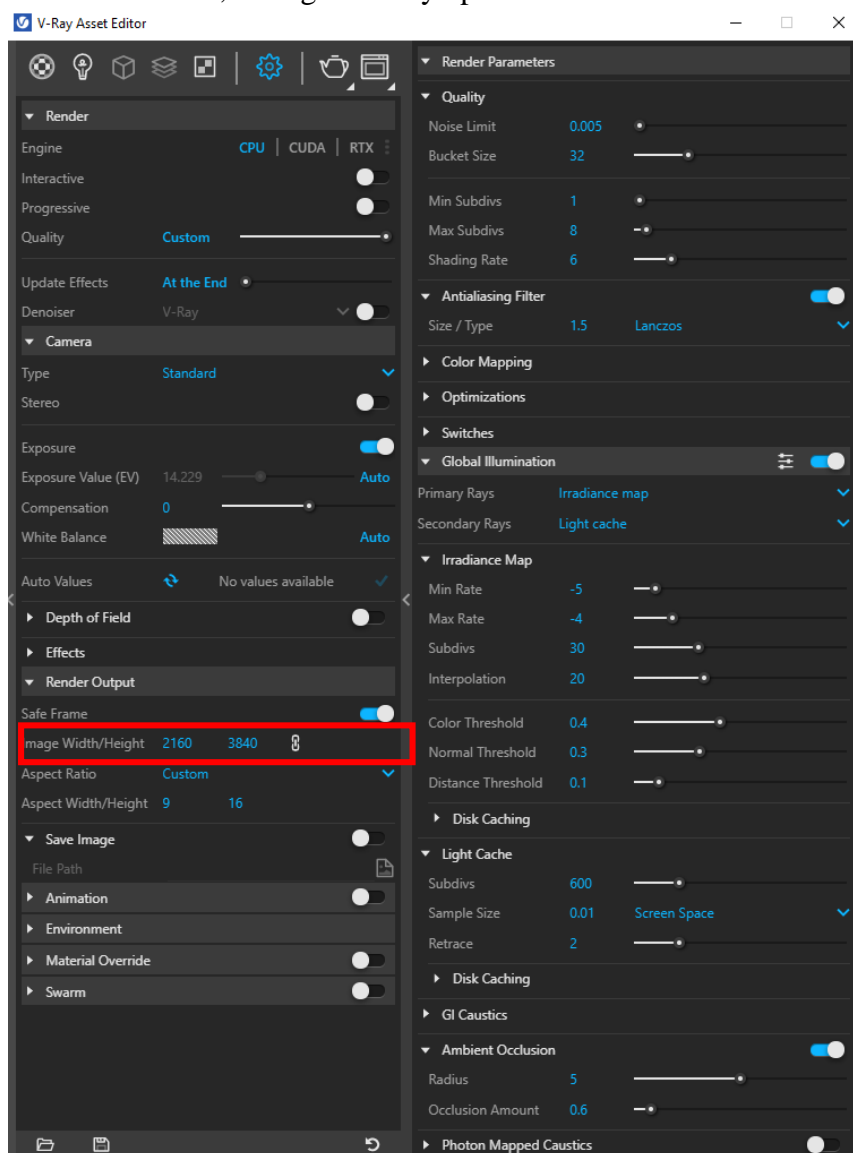 V-Ray Asset Editor
Render
Engine CPU | CUDA | RTX
Interactive
Progressive
Quality Custom
Update Effects At the End
Denoiser V-Ray
Camera
Type Standard
Stereo
Exposure
Exposure Value (EV) 14.229 Auto
Compensation 0
White Balance Auto
Auto Values No values available
Depth of Field
Effects
Render Output
Safe Frame
mage Width/Height 2160 3840
Aspect Ratio Custom
Aspect Width/Height 9 16
Save Image
File Path
Animation
Environment
Material Override
Swarm
Render Parameters
Quality
Noise Limit 0.005
Bucket Size 32
Min Subdivs 1
Max Subdivs 8
Shading Rate 6
Antialiasing Filter
Size / Type 1.5 Lanczos
Color Mapping
Optimizations
Switches
Global Illumination
Primary Rays Irradiance map
Secondary Rays Light cache
Irradiance Map
Min Rate -5
Max Rate -4
Subdivs 30
Interpolation 20
Color Threshold 0.4
Normal Threshold 0.3
Distance Threshold 0.1
Disk Caching
Light Cache
Subdivs 600
Sample Size 0.01 Screen Space
Retrace 2
Disk Caching
GI Caustics
Ambient Occlusion
Radius 5
Occlusion Amount 0.6
Photon Mapped Caustics